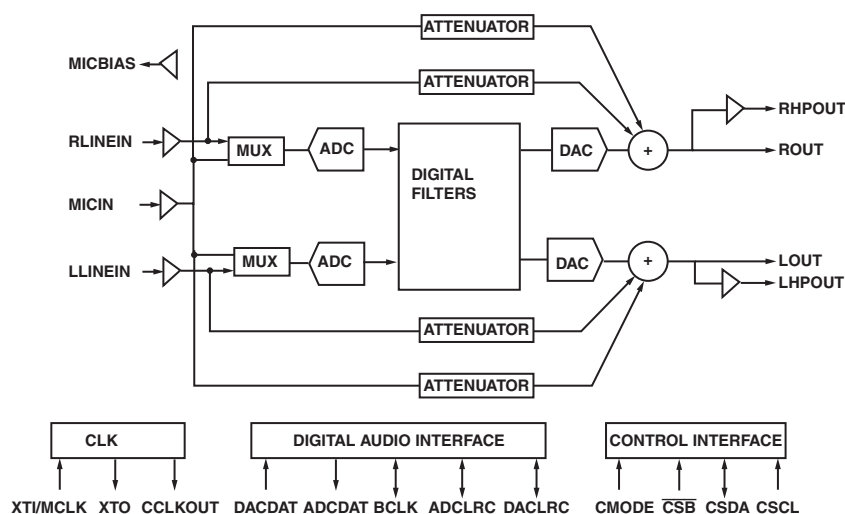 ATTENUATOR
MICBIAS
ATTENUATOR
RHPOUT
RLINEIN
MUX
ADC
DIGITAL
FILTERS
DAC
+
ROUT
MICIN
LLINEIN
MUX
ADC
DAC
+
LOUT
LHPOUT
ATTENUATOR
ATTENUATOR
CLK
DIGITAL AUDIO INTERFACE
CONTROL INTERFACE
XTI/MCLK XTO CCLKOUT DACDAT ADCDAT BCLK ADCLRC DACLRC CMODE CSB CSDA CSCL